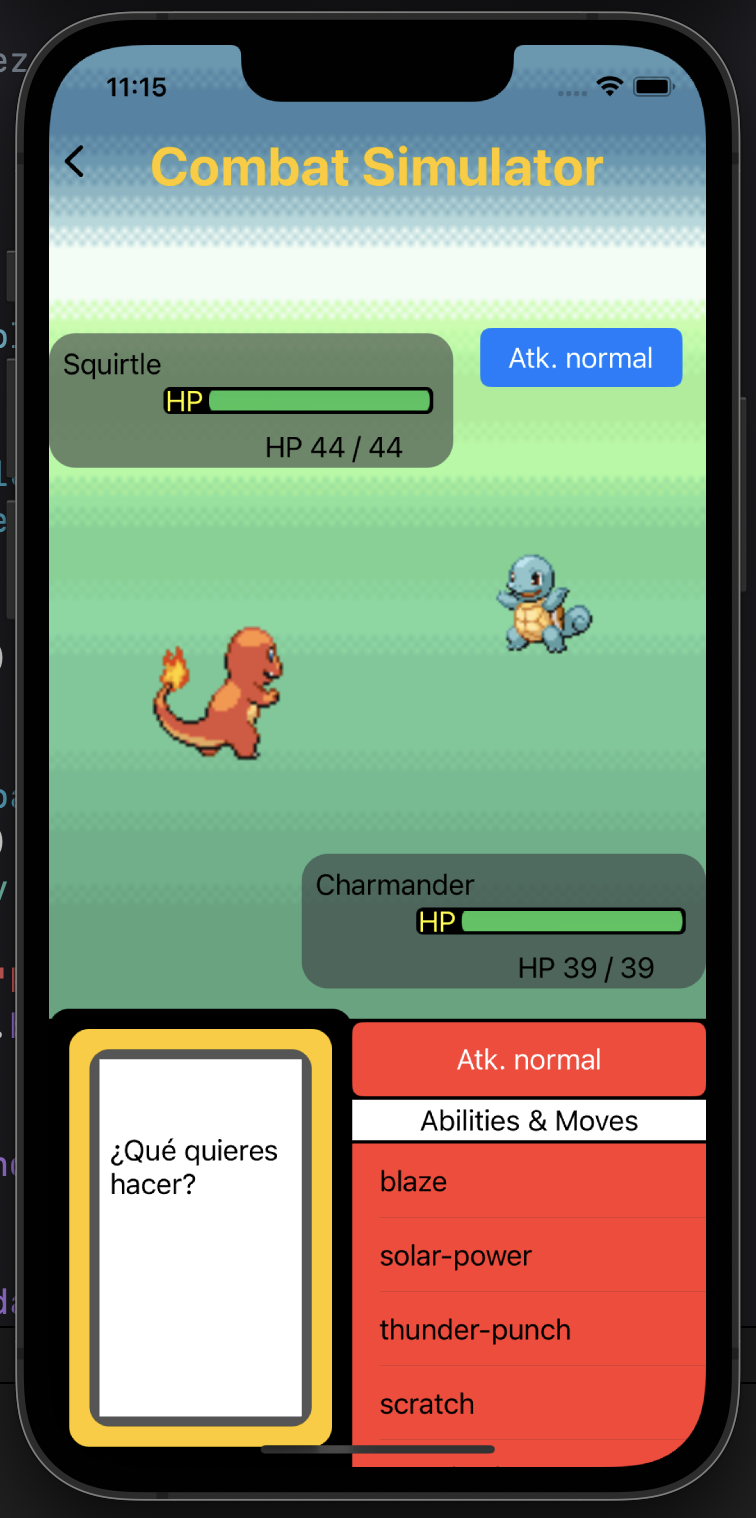 11:15
Combat Simulator
Squirtle
Atk. normal
HP
HP 44 / 44
Charmander
HP
HP 39 / 39
Atk. normal
Abilities & Moves
¿Qué quieres
hacer?
blaze
solar-power
thunder-punch
scratch